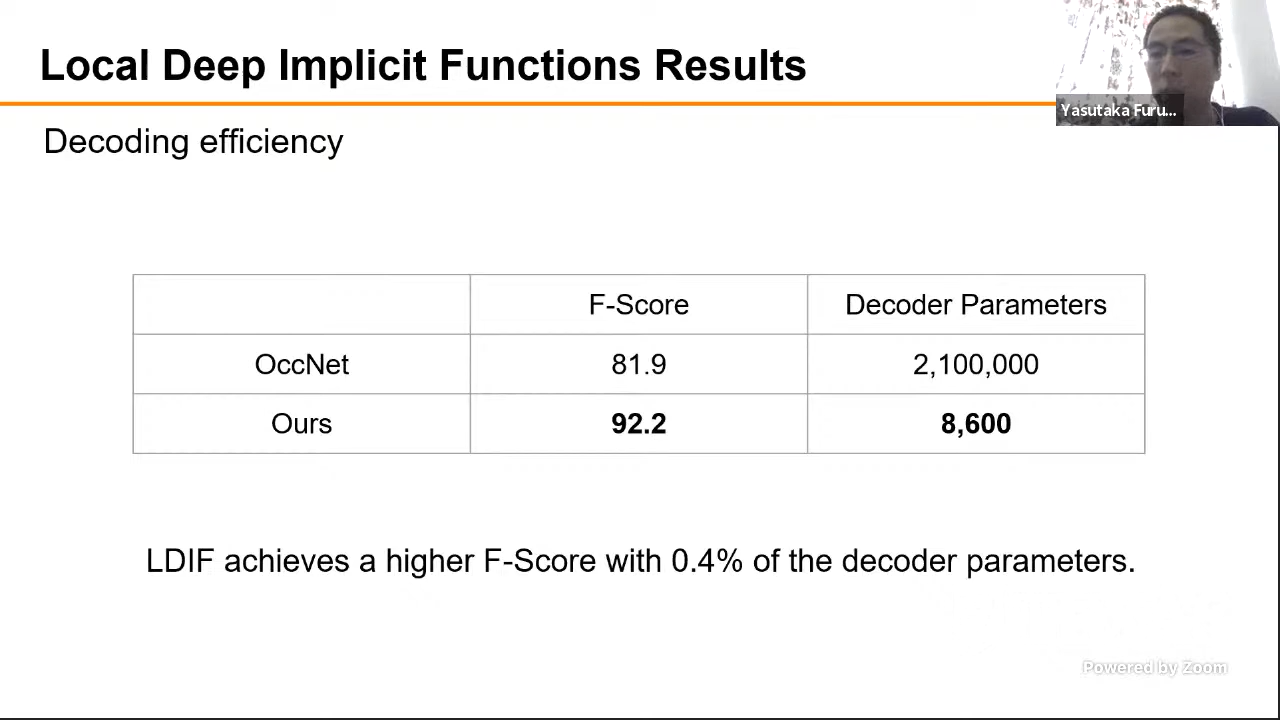 Local Deep Implicit Functions Results
Yasutaka Furu...
Decoding efficiency
F-Score Decoder Parameters
OccNet 81.9 2,100,000
Ours 92.2 8,600
LDIF achieves a higher F-Score with 0.4% of the decoder parameters.
Powered by Zoom